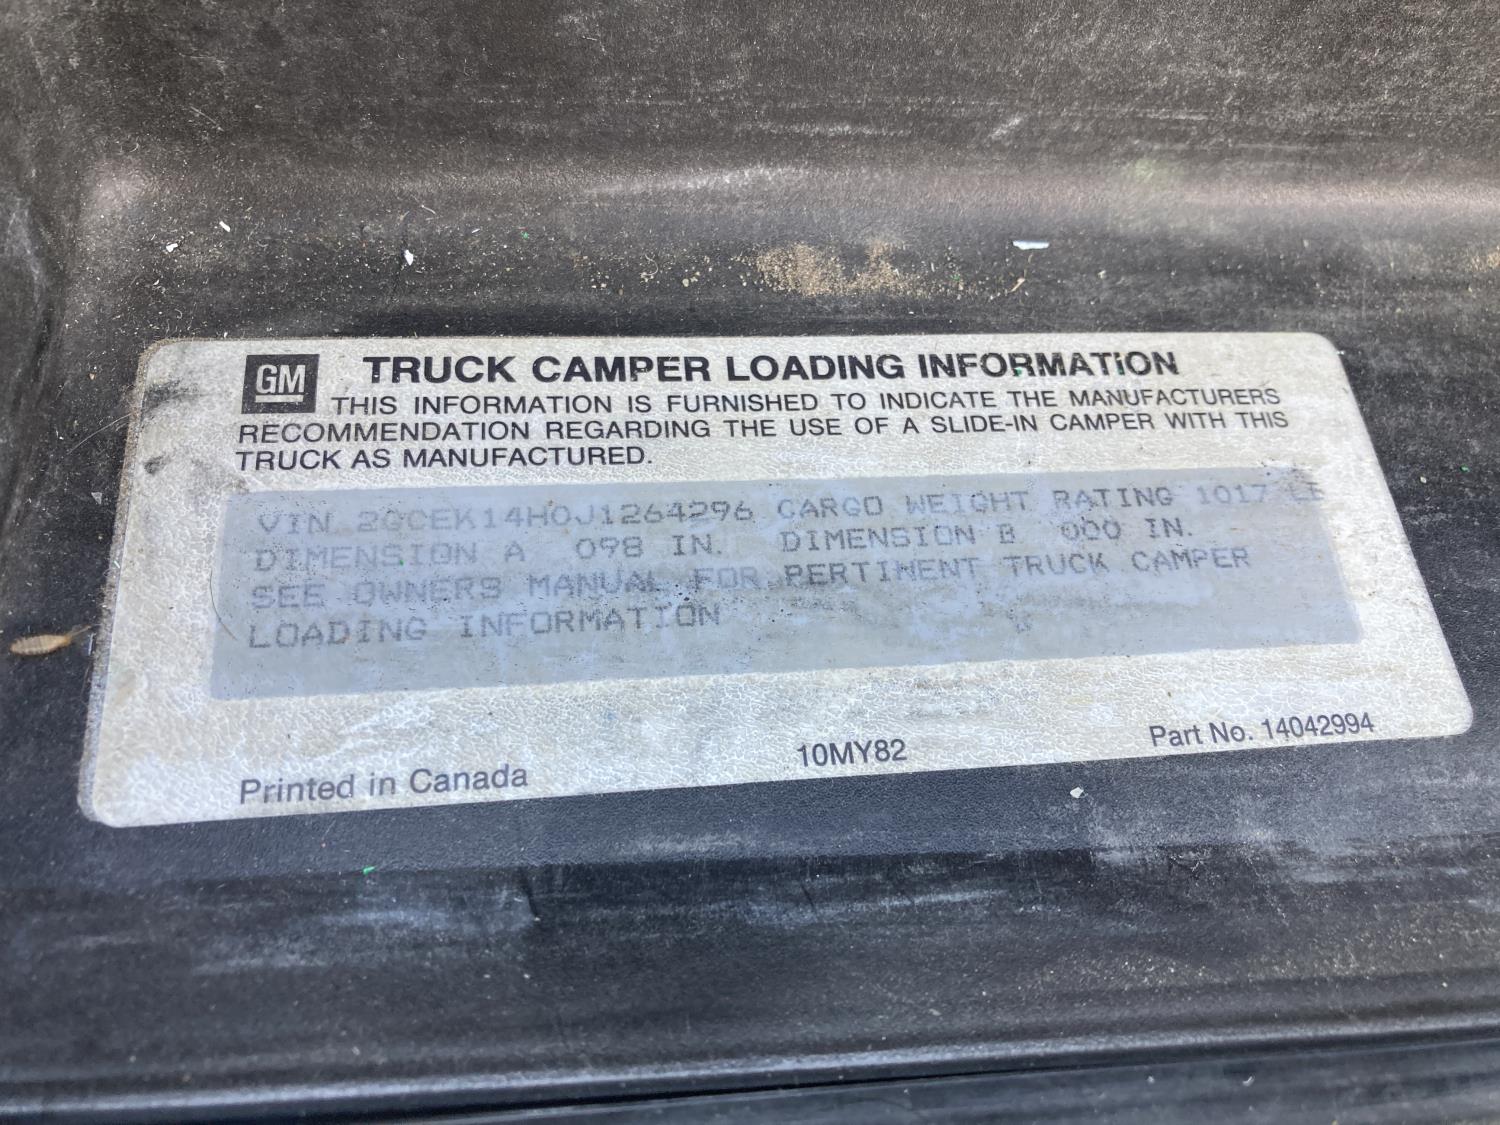 GM TRUCK CAMPER LOADING INFORMATION
THIS INFORMATION IS FURNISHED TO INDICATE THE MANUFACTURERS
RECOMMENDATION REGARDING THE USE OF A SLIDE-IN CAMPER WITH THIS
TRUCK AS MANUFACTURED.
VIN 2GCEK14H0J1264296 CARGO WEIGHT RATING 1017 LB
DIMENSION A 098 IN. DIMENSION B 000 IN.
SEE OWNERS MANUAL FOR PERTINENT TRUCK CAMPER
LOADING INFORMATION
Printed in Canada 10MY82 Part No. 14042994